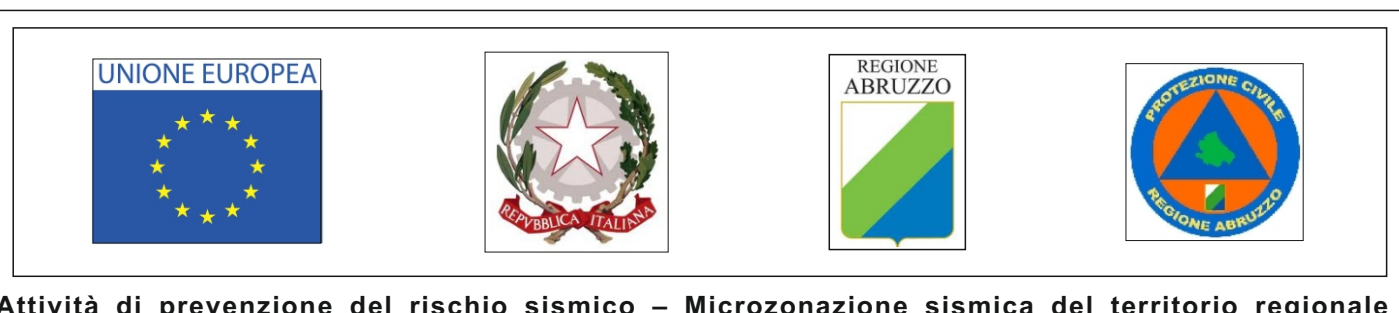 UNIONE EUROPEA
REPVBBLICA ITALIANA
REGIONE
ABRUZZO
PROTEZIONE CIVILE
REGIONE ABRUZZO
Attività di prevenzione del rischio sismico – Microzonazione sismica del territorio regionale